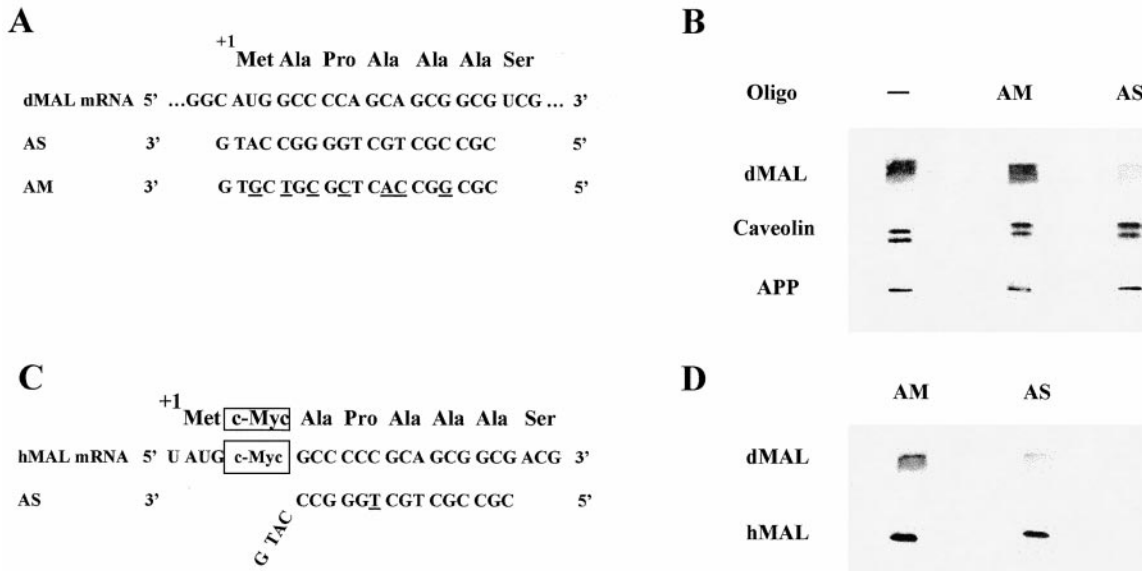 A
+1
Met Ala Pro Ala Ala Ala Ser
dMAL mRNA 5’ …GGC AUG GCC CCA GCA GCG GCG UCG… 3’
AS 3’ G TAC CGG GGT CGT CGC CGC 5’
AM 3’ G TGC TGC GCT CAC CGG CGC 5’
B
Oligo — AM AS
dMAL
Caveolin
APP
C
+1
Met c-Myc Ala Pro Ala Ala Ala Ser
hMAL mRNA 5’ U AUG c-Myc GCC CCC GCA GCG GCG ACG 3’
AS 3’ G TAC CCG GGT CGT CGC CGC 5’
D
AM AS
dMAL
hMAL